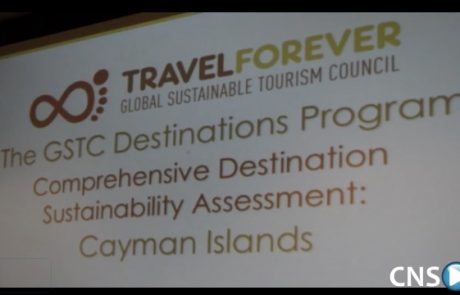 TRAVELFOREVER
GLOBAL SUSTAINABLE TOURISM COUNCIL
The GSTC Destinations Program
Comprehensive Destination
Sustainability Assessment:
Cayman Islands
CNS